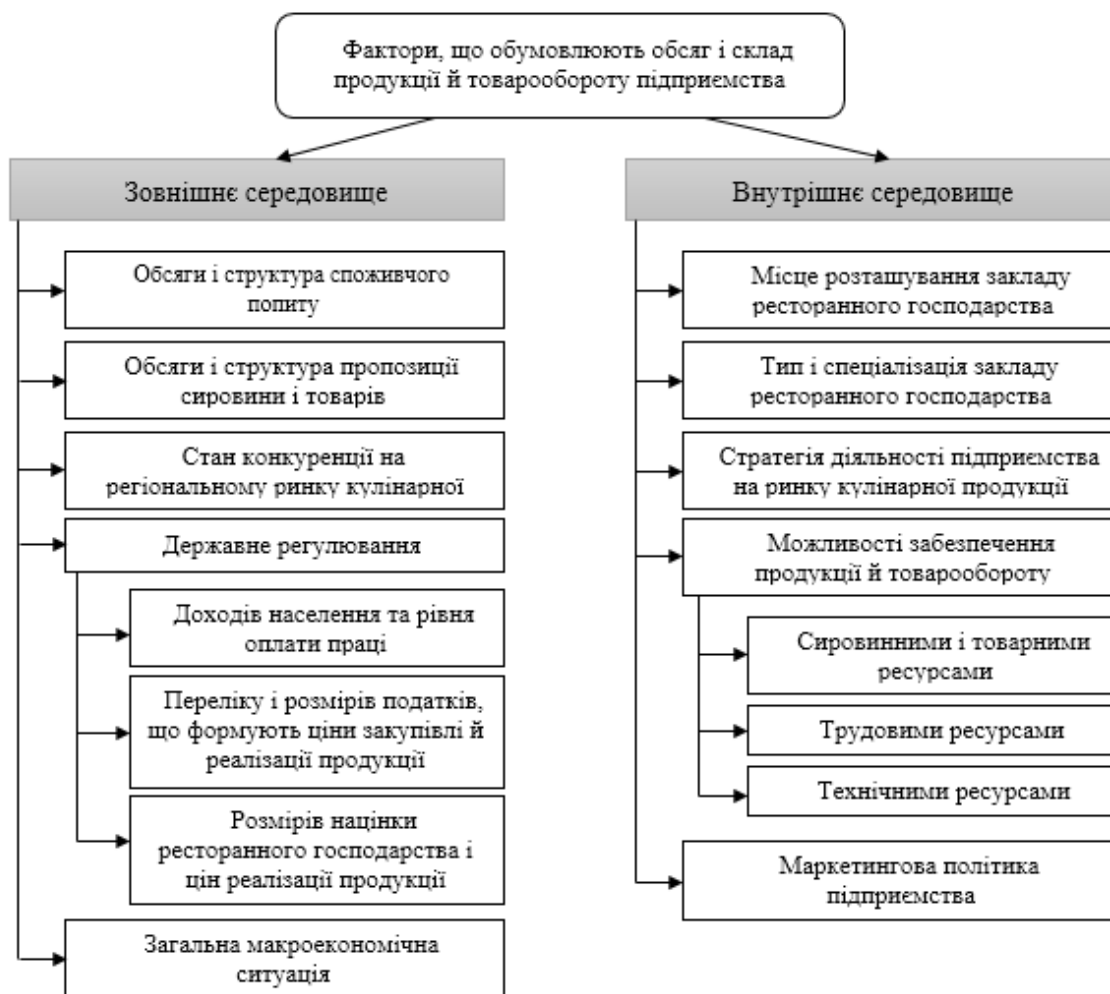 Фактори, що обумовлюють обсяг і склад
продукції й товарообороту підприємства
Зовнішнє середовище
Обсяги і структура споживчого
попиту
Обсяги і структура пропозиції
сировини і товарів
Стан конкуренції на
регіональному ринку кулінарної
Державне регулювання
Доходів населення та рівня
оплати праці
Переліку і розмірів податків,
що формують ціни закупівлі й
реалізації продукції
Розмірів націнки
ресторанного господарства і
цін реалізації продукції
Загальна макроекономічна
ситуація
Внутрішнє середовище
Місце розташування закладу
ресторанного господарства
Тип і спеціалізація закладу
ресторанного господарства
Стратегія діяльності підприємства
на ринку кулінарної продукції
Можливості забезпечення
продукції й товарообороту
Сировинними і товарними
ресурсами
Трудовими ресурсами
Технічними ресурсами
Маркетингова політика
підприємства